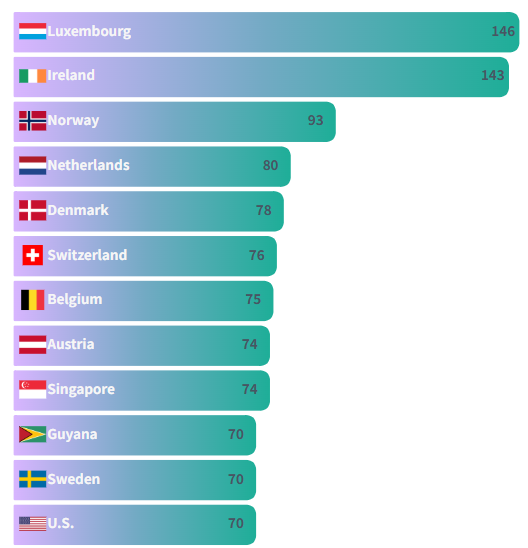 Luxembourg 146
Ireland 143
Norway 93
Netherlands 80
Denmark 78
Switzerland 76
Belgium 75
Austria 74
Singapore 74
Guyana 70
Sweden 70
U.S. 70